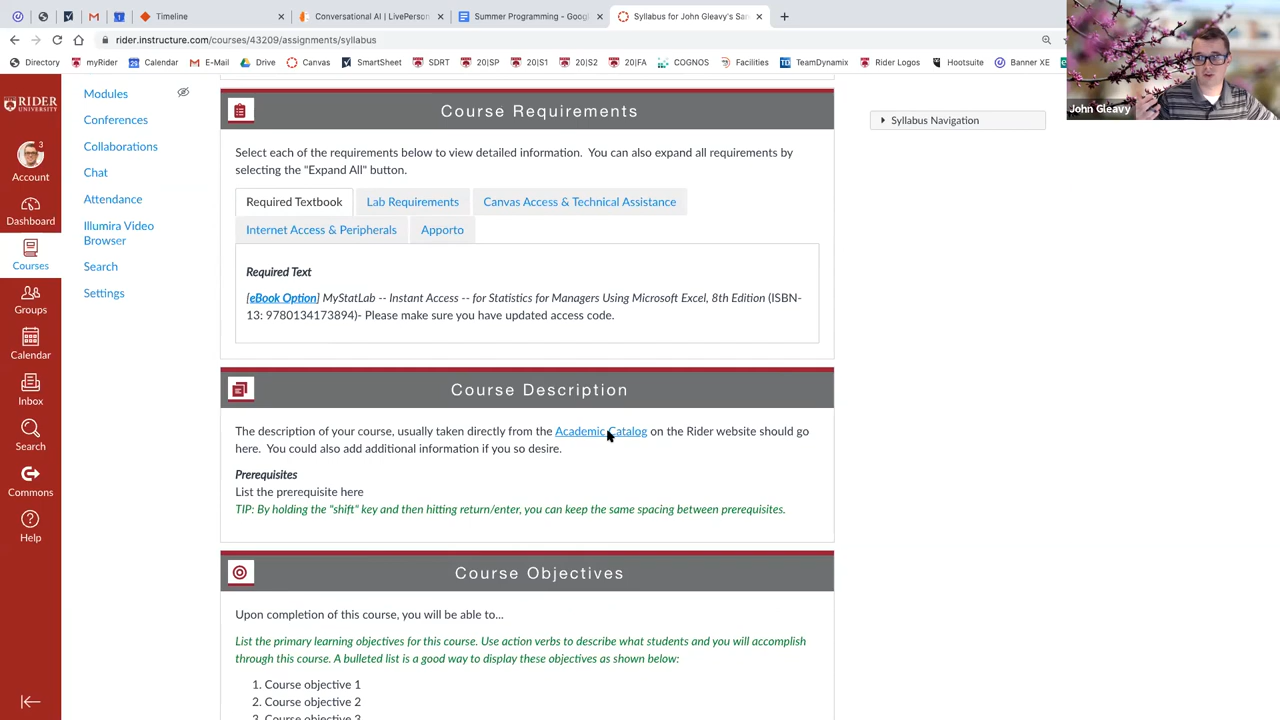 Timeline
Conversational AI | LivePerson
Summer Programming - Goog
Syllabus for John Gleavy's San
rider.instructure.com/courses/43209/assignments/syllabus
Directory
myRider
Calendar
E-Mail
Drive
Canvas
SmartSheet
SDRT
20|SP
20|S1
20|S2
20|FA
COGNOS
Facilities
TeamDynamix
Rider Logos
Hootsuite
Banner XE
John Gleavy
RIDER
UNIVERSITY
3
Account
Dashboard
Courses
Groups
Calendar
Inbox
Search
Commons
Help
Modules
Conferences
Collaborations
Chat
Attendance
Illumira Video
Browser
Search
Settings
Course Requirements
Select each of the requirements below to view detailed information. You can also expand all requirements by
selecting the "Expand All" button.
Required Textbook
Lab Requirements
Canvas Access & Technical Assistance
Internet Access & Peripherals
Apporto
Required Text
[eBook Option] MyStatLab -- Instant Access -- for Statistics for Managers Using Microsoft Excel, 8th Edition (ISBN-
13: 9780134173894)- Please make sure you have updated access code.
Course Description
The description of your course, usually taken directly from the Academic Catalog on the Rider website should go
here. You could also add additional information if you so desire.
Prerequisites
List the prerequisite here
TIP: By holding the "shift" key and then hitting return/enter, you can keep the same spacing between prerequisites.
Course Objectives
Upon completion of this course, you will be able to...
List the primary learning objectives for this course. Use action verbs to describe what students and you will accomplish
through this course. A bulleted list is a good way to display these objectives as shown below:
1. Course objective 1
2. Course objective 2
3. Course objective 3
Syllabus Navigation